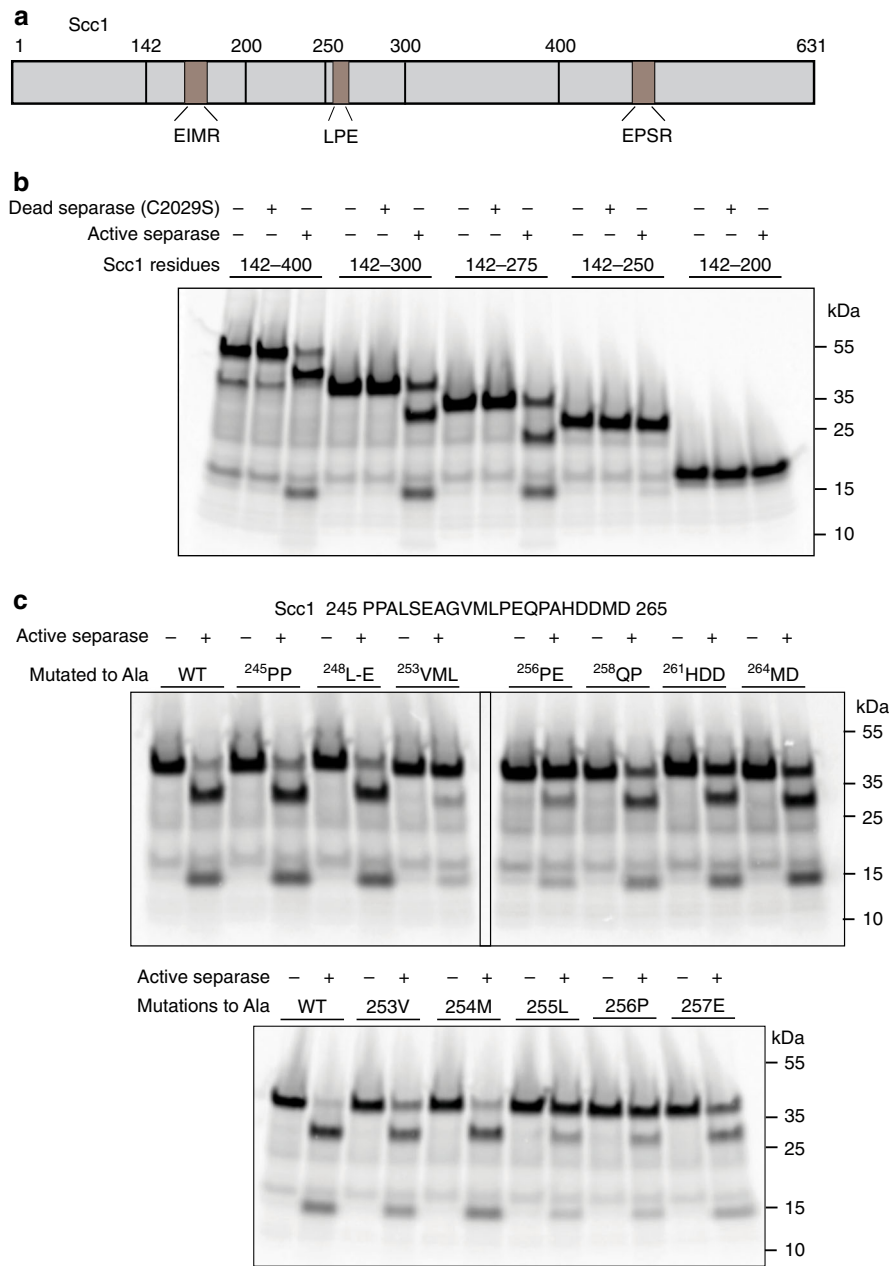 a
Scc1
1 142 200 250 300 400 631
EIMR LPE EPSR
b
Dead separase (C2029S) – + – – + – – + – – + – – + –
Active separase – – + – – + – – + – – + – – +
Scc1 residues 142–400 142–300 142–275 142–250 142–200
kDa
55
35
25
15
10
c
Scc1 245 PPALSEAGVMLPEQPAHDDMD 265
Active separase – + – + – + – + – + – + – + – +
Mutated to Ala WT 245PP 248L-E 253VML 256PE 258QP 261HDD 264MD
kDa
55
35
25
15
10
Active separase – + – + – + – + – + – +
Mutations to Ala WT 253V 254M 255L 256P 257E
kDa
55
35
25
15
10